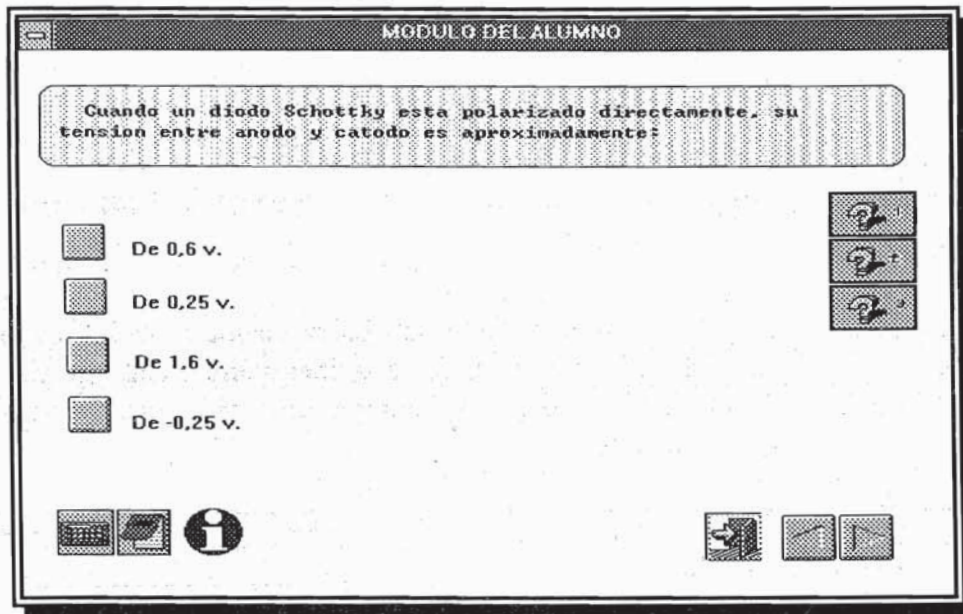 MODULO DEL ALUMNO
Cuando un diodo Schottky esta polarizado directamente, su
tension entre anodo y catodo es aproximadamente:
De 0,6 v.
De 0,25 v.
De 1,6 v.
De -0,25 v.